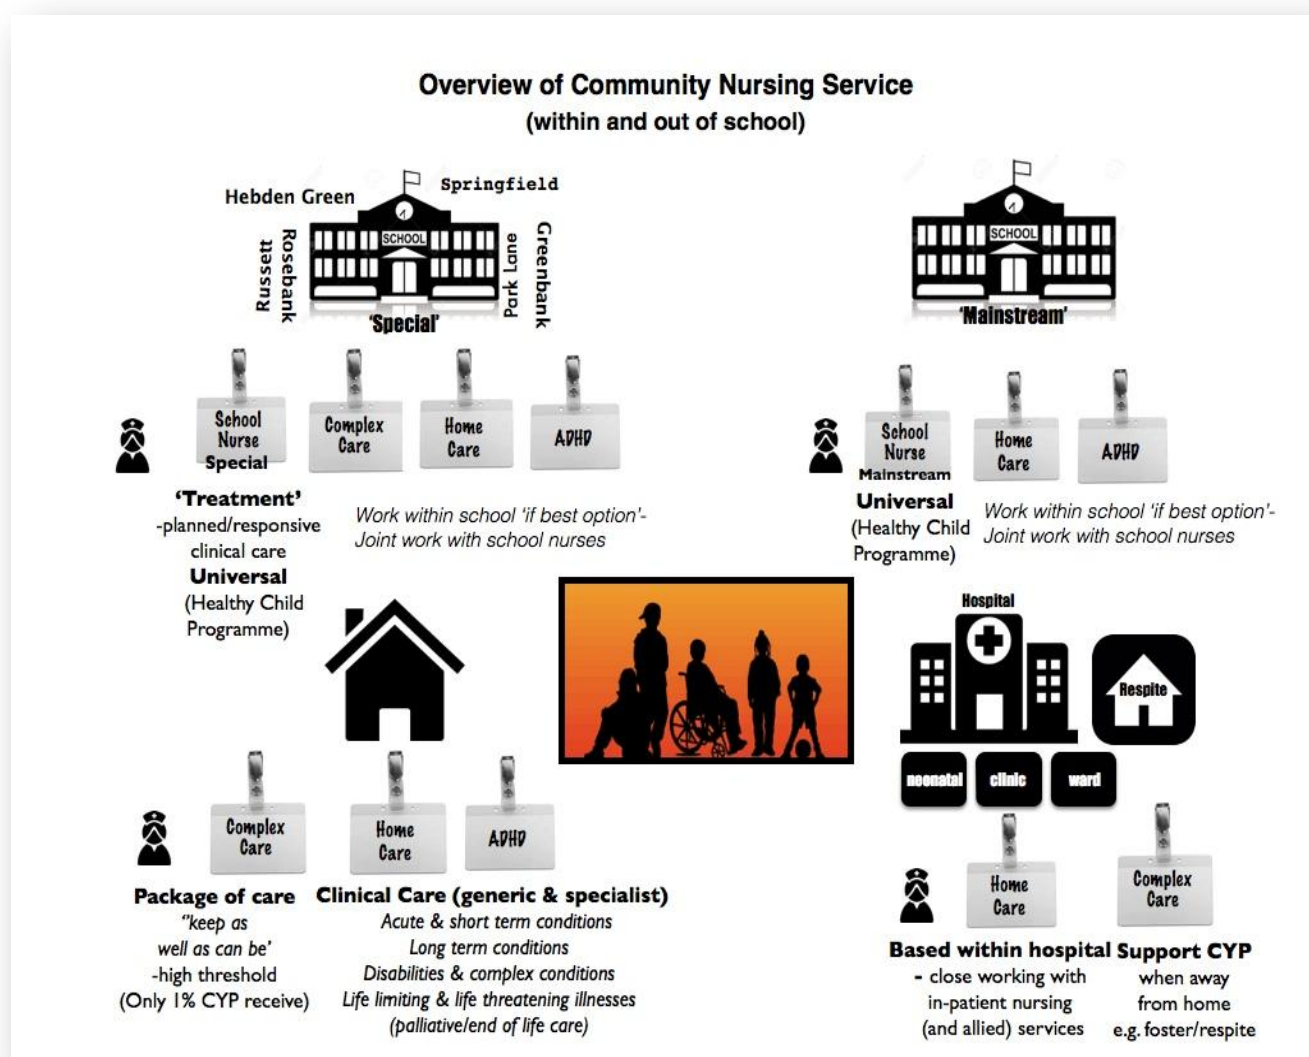 Overview of Community Nursing Service
(within and out of school)
Hebden Green
Springfield
Russett
Rosebank
SCHOOL
Park Lane
Greenbank
'Special'
SCHOOL
'Mainstream'
School
Nurse
Special
Complex
Care
Home
Care
ADHD
School
Nurse
Mainstream
Home
Care
ADHD
'Treatment'
-planned/responsive
clinical care
Universal
(Healthy Child
Programme)
Work within school 'if best option'-
Joint work with school nurses
Universal
(Healthy Child
Programme)
Work within school 'if best option'-
Joint work with school nurses
Hospital
Respite
neonatal
clinic
ward
Complex
Care
Home
Care
ADHD
Package of care
"keep as
well as can be'
-high threshold
(Only 1% CYP receive)
Clinical Care (generic & specialist)
Acute & short term conditions
Long term conditions
Disabilities & complex conditions
Life limiting & life threatening illnesses
(palliative/end of life care)
Home
Care
Complex
Care
Based within hospital
- close working with
in-patient nursing
(and allied) services
Support CYP
when away
from home
e.g. foster/respite